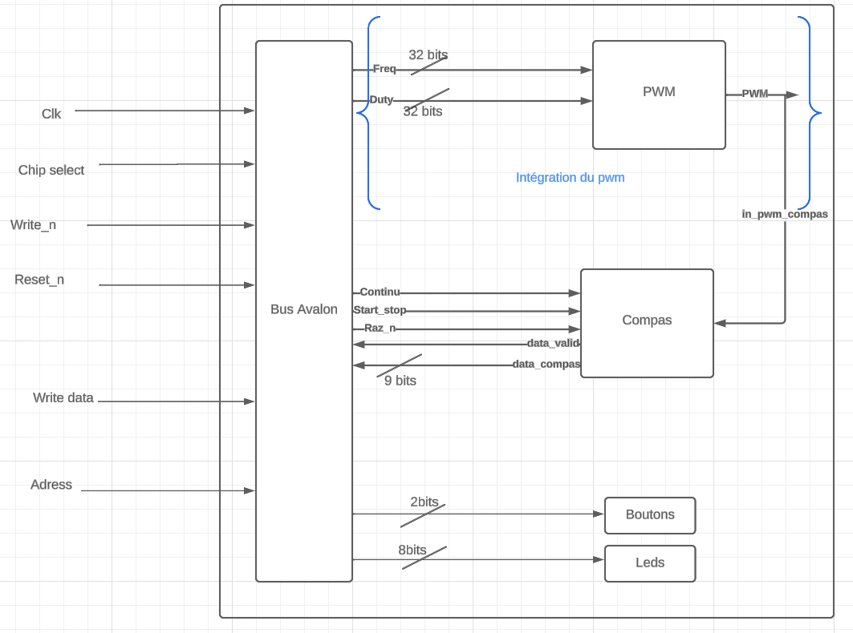 32 bits
Freq
PWM
PWM
Duty
32 bits
Clk
Chip select
Intégration du pwm
in_pwm_compas
Write_n
Reset_n
Continu
Start_stop
Raz_n
Bus Avalon
Compas
data_valid
data_compas
9 bits
Write data
Adress
2bits
Boutons
8bits
Leds